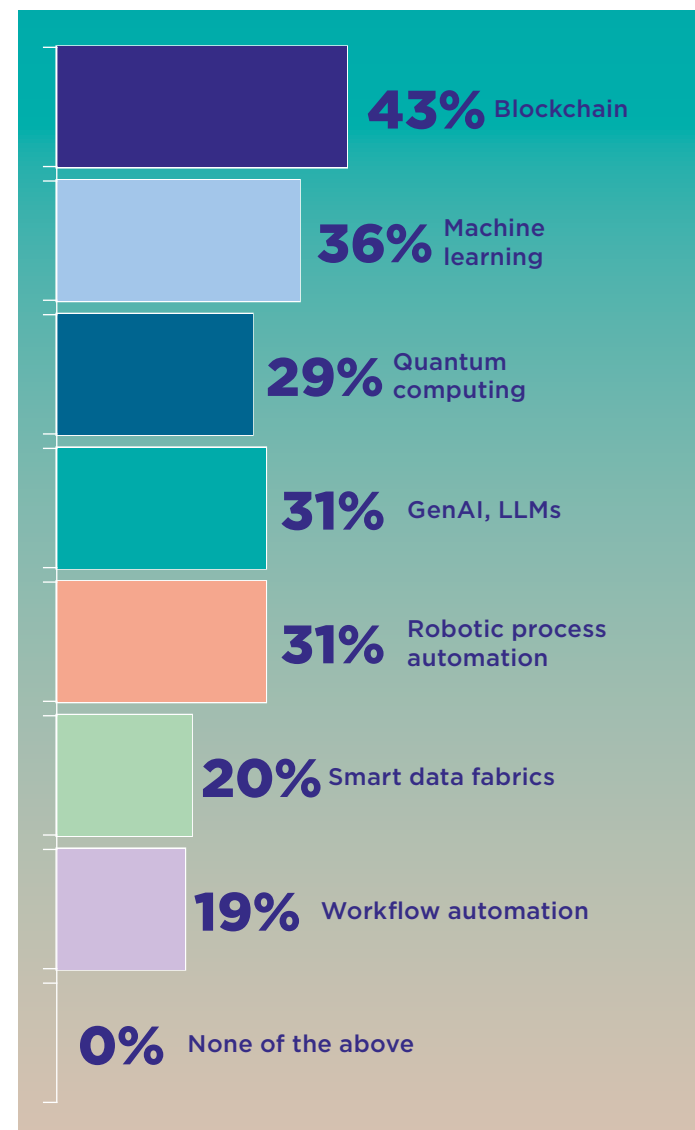 43% Blockchain
36% Machine
learning
29% Quantum
computing
31% GenAI, LLMs
31% Robotic process
automation
20% Smart data fabrics
19% Workflow automation
0% None of the above